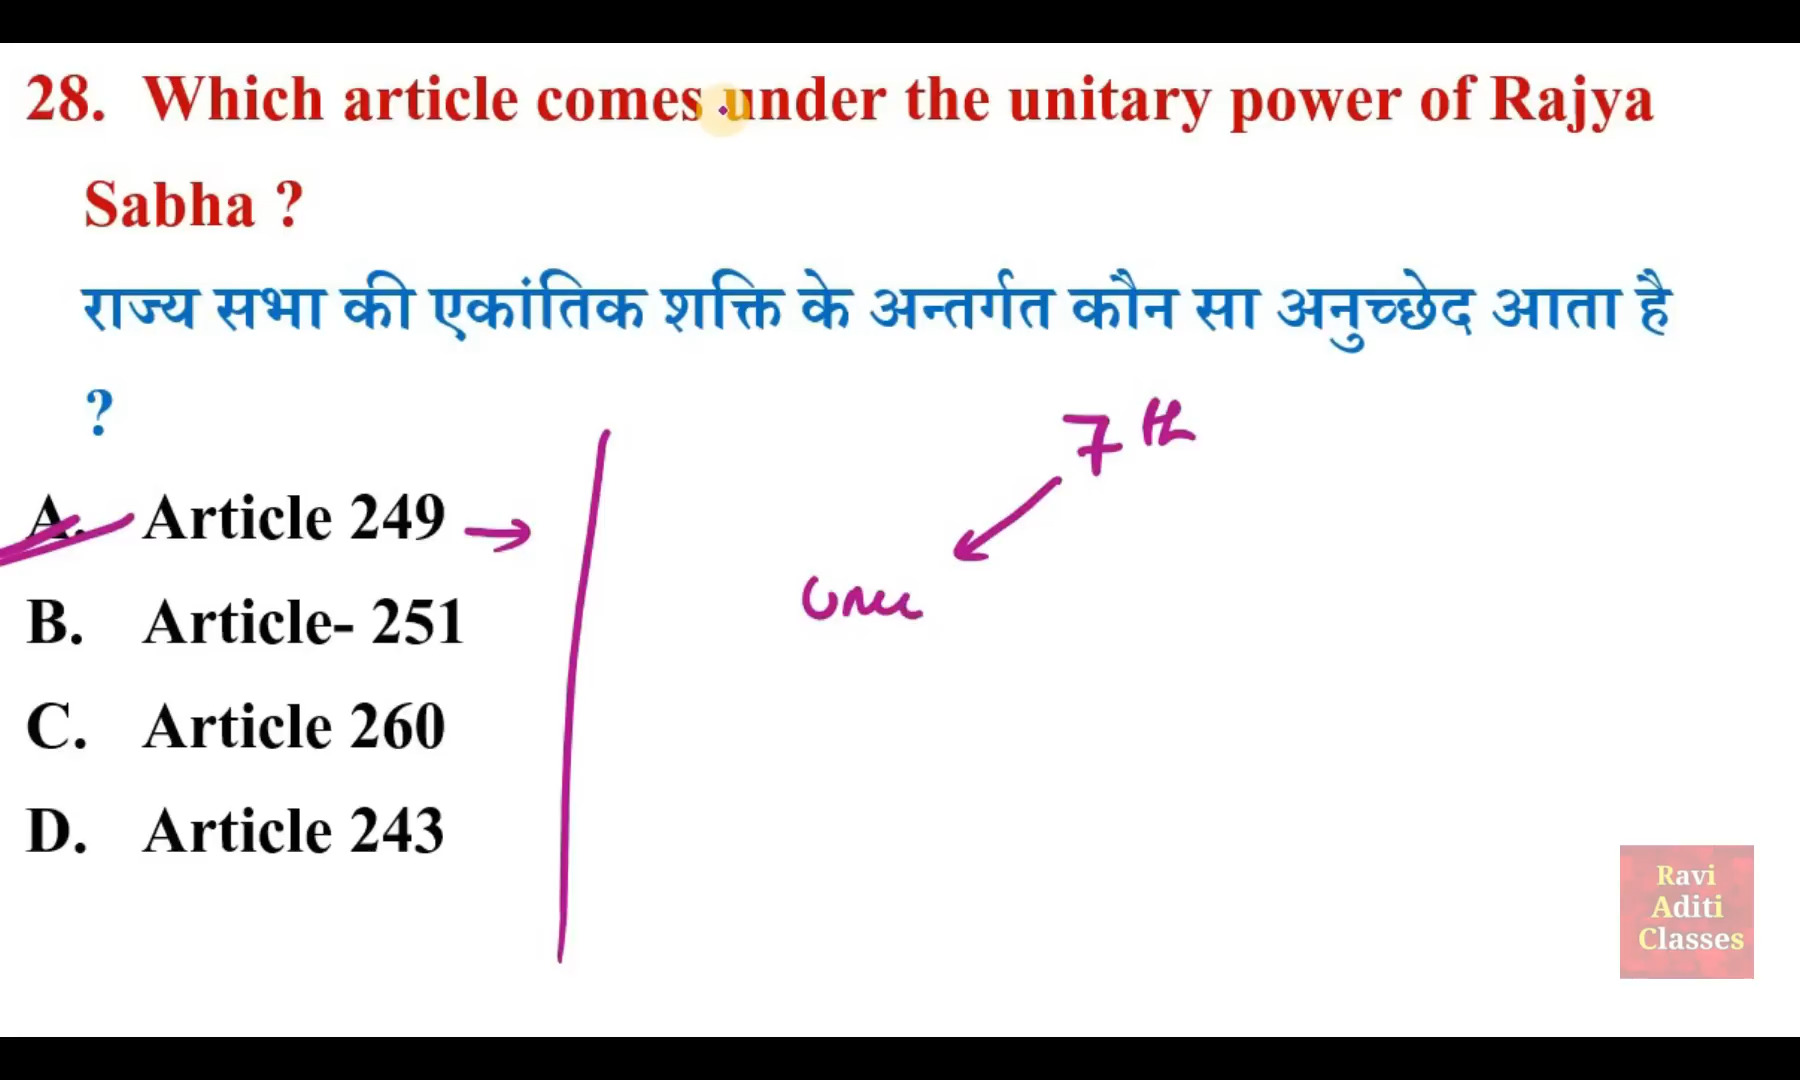 28. Which article comes under the unitary power of Rajya
Sabha ?
राज्य सभा की एकांतिक शक्ति के अन्तर्गत कौन सा अनुच्छेद आता है
?
7th
A. Article 249
B. Article- 251
C. Article 260
D. Article 243
Ravi
Aditi
Classes